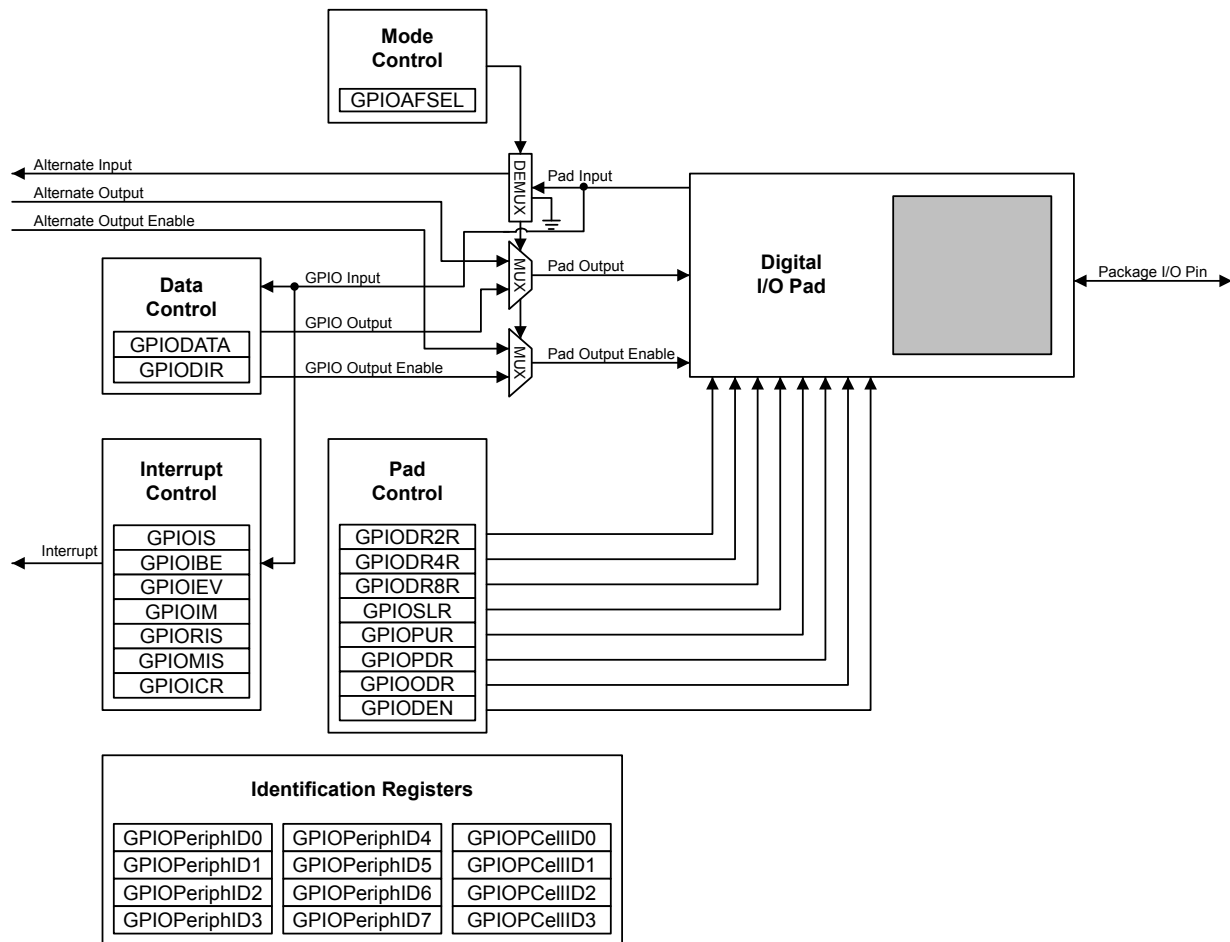 Mode
Control
GPIOAFSEL
Alternate Input
Alternate Output
Alternate Output Enable
DEMUX
Pad Input
MUX
Pad Output
MUX
Pad Output Enable
Digital
I/O Pad
Package I/O Pin
Data
Control
GPIODATA
GPIODIR
GPIO Input
GPIO Output
GPIO Output Enable
Interrupt
Control
GPIOIS
GPIOIBE
GPIOIEV
GPIOIM
GPIORIS
GPIOMIS
GPIOICR
Interrupt
Pad
Control
GPIODR2R
GPIODR4R
GPIODR8R
GPIOSLR
GPIOPUR
GPIOPDR
GPIOODR
GPIODEN
Identification Registers
GPIOPeriphID0
GPIOPeriphID1
GPIOPeriphID2
GPIOPeriphID3
GPIOPeriphID4
GPIOPeriphID5
GPIOPeriphID6
GPIOPeriphID7
GPIOPCellID0
GPIOPCellID1
GPIOPCellID2
GPIOPCellID3